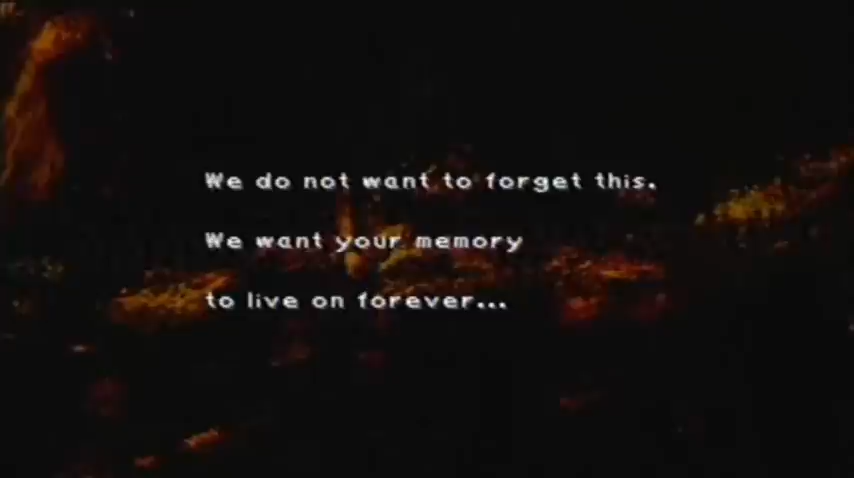 We do not want to forget this.
We want your memory
to live on forever...